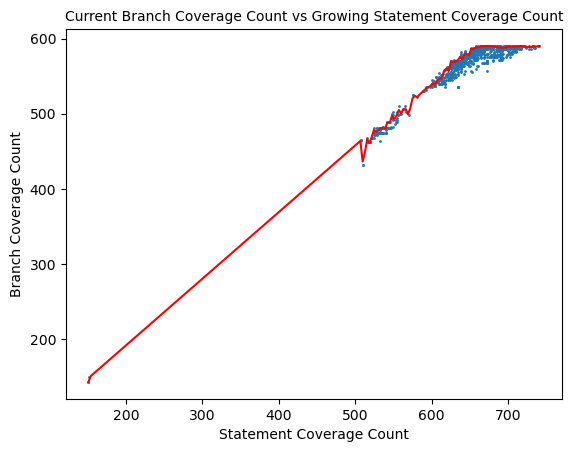 Current Branch Coverage Count vs Growing Statement Coverage Count
600
500
400
300
200
Branch Coverage Count
200 300 400 500 600 700
Statement Coverage Count